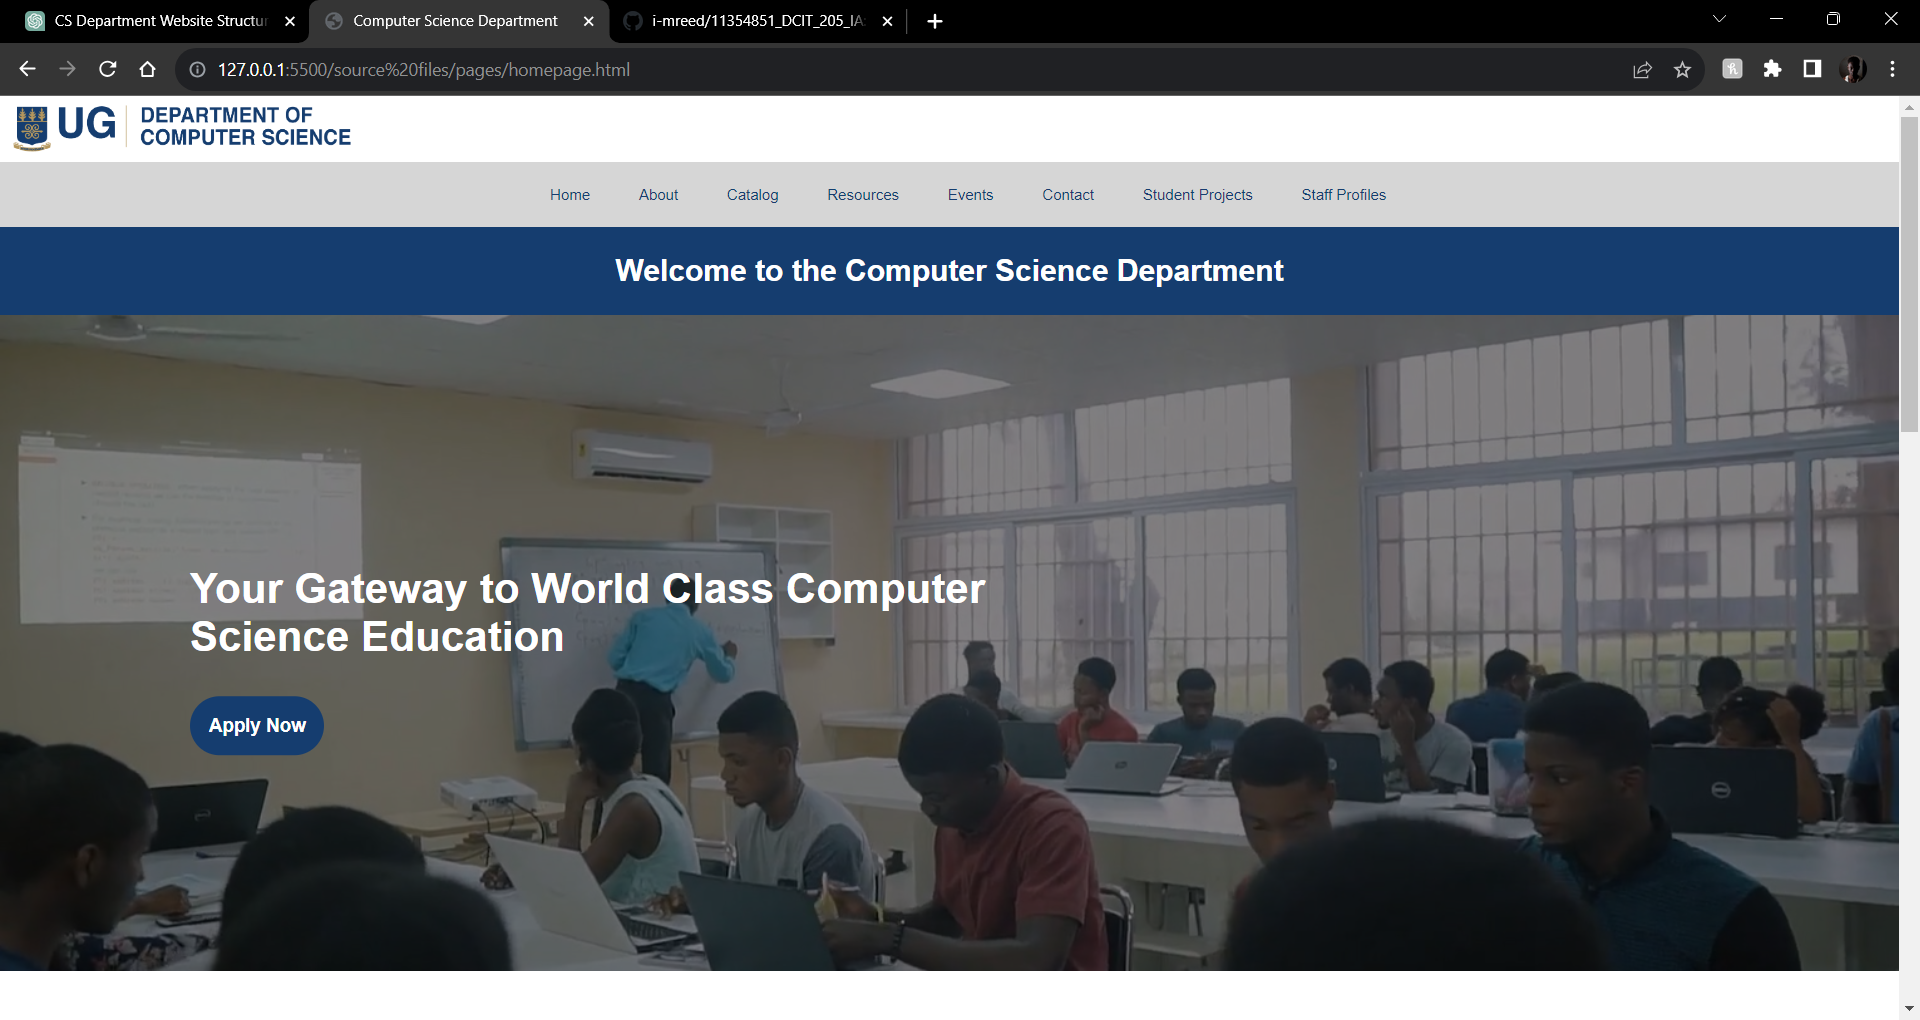 CS Department Website Structu
Computer Science Department
i-mreed/11354851_DCIT_205_IA
127.0.0.1:5500/source%20files/pages/homepage.html
UG
DEPARTMENT OF
COMPUTER SCIENCE
Home About Catalog Resources Events Contact Student Projects Staff Profiles
Welcome to the Computer Science Department
Your Gateway to World Class Computer
Science Education
Apply Now